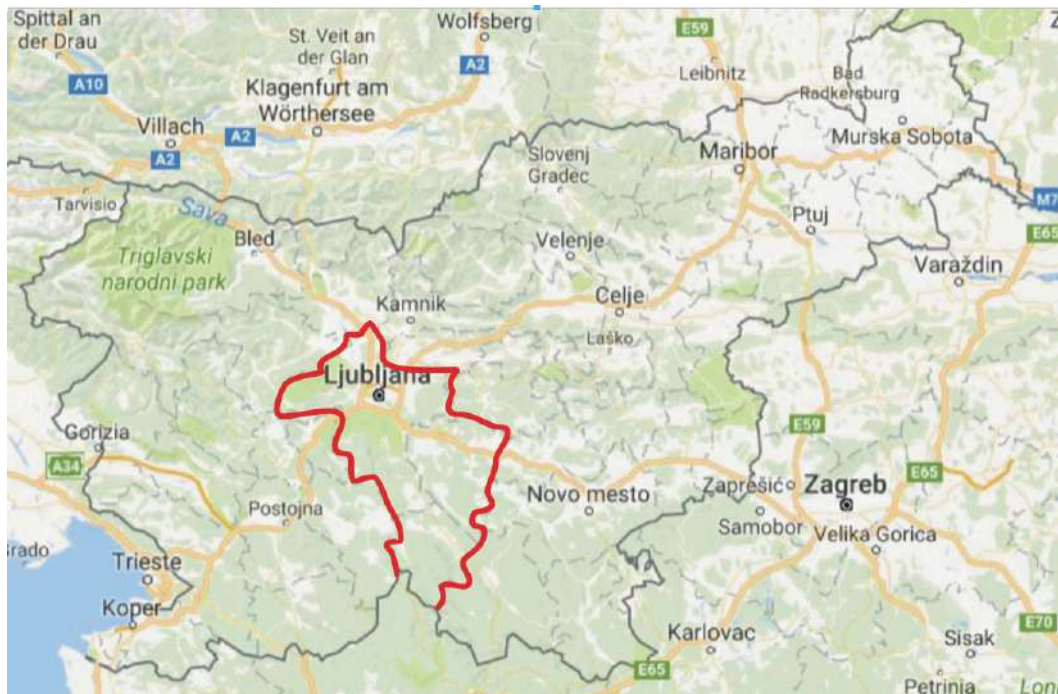 Spittal an
der Drau
Wolfsberg
St. Veit an
der Glan
E59
A2
A10
Klagenfurt am
Wörthersee
Leibnitz
Bad
Radkersburg
Villach
A2
A2
Murska Sobota
Slovenj
Gradec
Maribor
Tarvisio
Sava
M7
Ptuj
E65
Bled
Velenje
Triglavski
narodni park
Varaždin
Kamnik
Celje
Laško
Ljubljana
E59
Gorizia
A34
E65
Zaprešić
Zagreb
Novo mesto
Postojna
Samobor
Velika Gorica
Grado
Trieste
Koper
E70
Karlovac
Sisak
E65
Petrinja
Lon